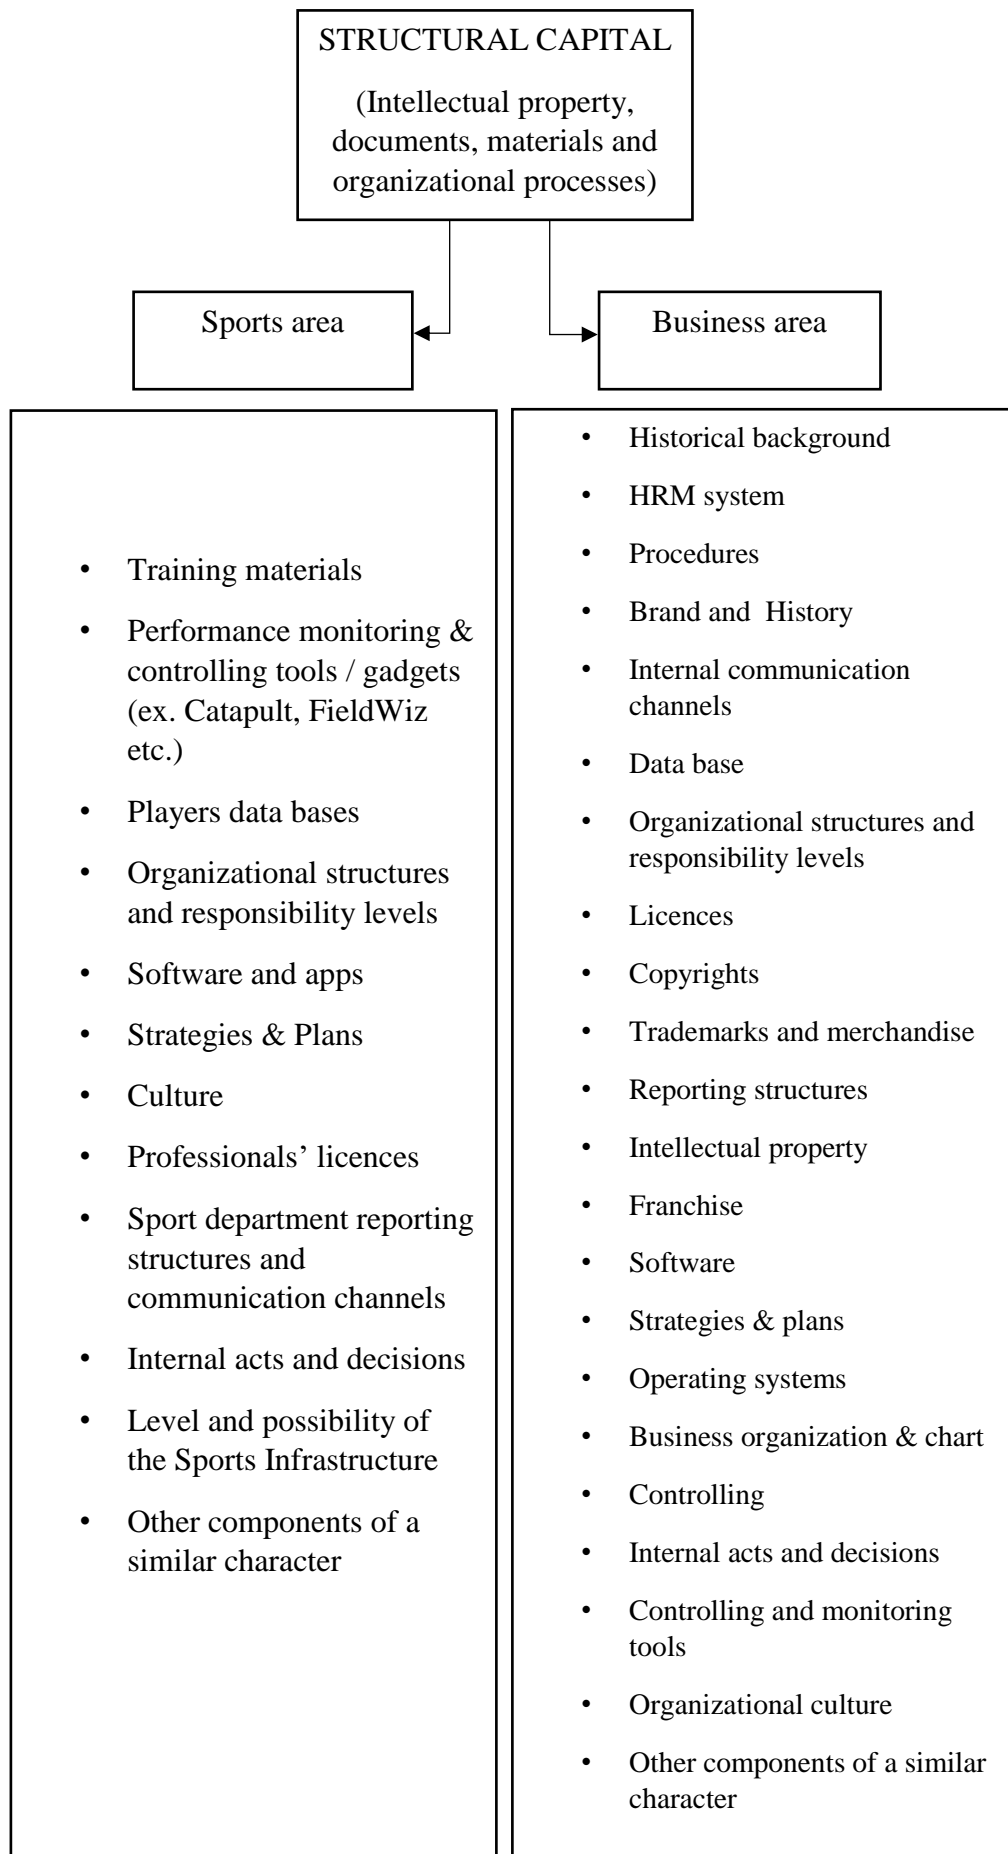 STRUCTURAL CAPITAL
(Intellectual property,
documents, materials and
organizational processes)
Sports area
Business area
• Training materials
• Performance monitoring &
controlling tools / gadgets
(ex. Catapult, FieldWiz
etc.)
• Players data bases
• Organizational structures
and responsibility levels
• Software and apps
• Strategies & Plans
• Culture
• Professionals’ licences
• Sport department reporting
structures and
communication channels
• Internal acts and decisions
• Level and possibility of
the Sports Infrastructure
• Other components of a
similar character
• Historical background
• HRM system
• Procedures
• Brand and  History
• Internal communication
channels
• Data base
• Organizational structures and
responsibility levels
• Licences
• Copyrights
• Trademarks and merchandise
• Reporting structures
• Intellectual property
• Franchise
• Software
• Strategies & plans
• Operating systems
• Business organization & chart
• Controlling
• Internal acts and decisions
• Controlling and monitoring
tools
• Organizational culture
• Other components of a similar
character